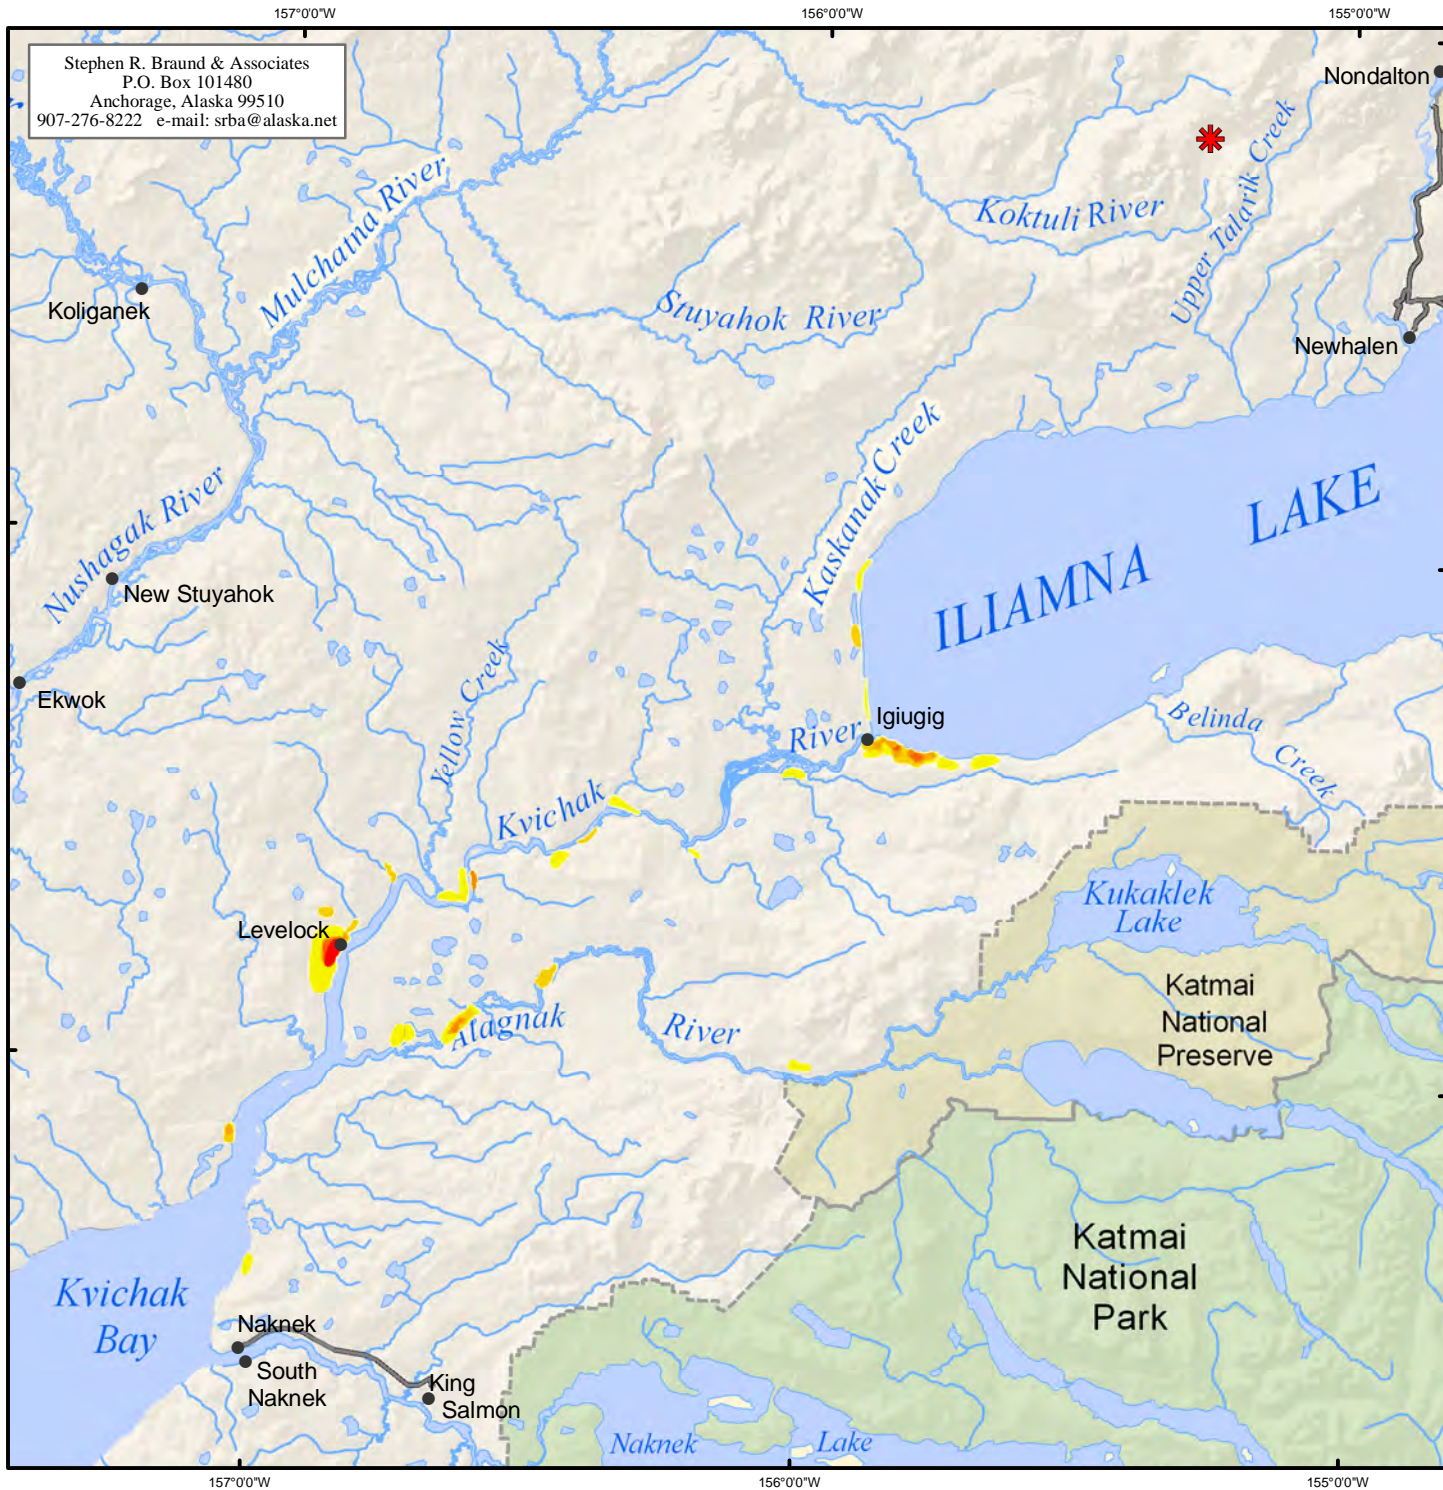 157°0'0"W
156°0'0"W
155°0'0"W
Stephen R. Braund & Associates
P.O. Box 101480
Anchorage, Alaska 99510
907-276-8222 e-mail: srba@alaska.net
Nondalton
Mulchatna River
Koktuli River
Upper Talarik Creek
Koliganek
Stuyahok River
Newhalen
Kaskanak Creek
Nushagak River
LAKE
ILIAMNA
New Stuyahok
Ekwok
Yellow Creek
Igiugig
Belinda
Creek
River
Kvichak
Kukaklek
Lake
Levelock
Katmai
National
Preserve
Alagnak
River
Katmai
National
Park
Kvichak
Bay
Naknek
South
Naknek
King
Salmon
Naknek
Lake
157°0'0"W
156°0'0"W
155°0'0"W